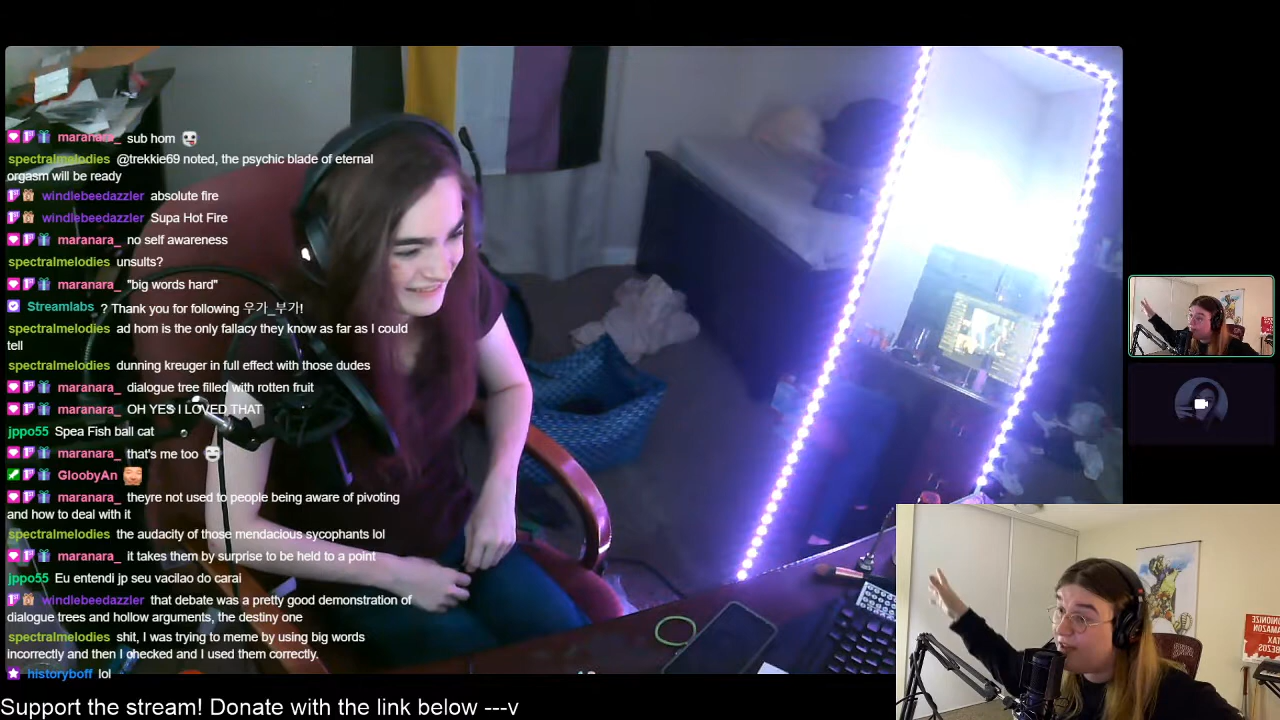 maranara_ sub hom
spectralmelodies @trekkie69 noted, the psychic blade of eternal
orgasm will be ready
windlebeedazzler absolute fire
windlebeedazzler Supa Hot Fire
maranara_ no self awareness
spectralmelodies unsults?
maranara_ "big words hard"
Streamlabs ? Thank you for following 우가_부가!
spectralmelodies ad hom is the only fallacy they know as far as I could
tell
spectralmelodies dunning kreuger in full effect with those dudes
maranara_ dialogue tree filled with rotten fruit
maranara_ OH YES I LOVED THAT
jppo55 Spea Fish ball cat
maranara_ that's me too
GloobyAn
maranara_ theyre not used to people being aware of pivoting
and how to deal with it
spectralmelodies the audacity of those mendacious sycophants lol
maranara_ it takes them by surprise to be held to a point
jppo55 Eu entendi jp seu vacilao do carai
windlebeedazzler that debate was a pretty good demonstration of
dialogue trees and hollow arguments, the destiny one
spectralmelodies shit, I was trying to meme by using big words
incorrectly and then I checked and I used them correctly.
historyboff lol
UNIONIZE
AMAZON
TAX
BEZOS
Support the stream! Donate with the link below ---v